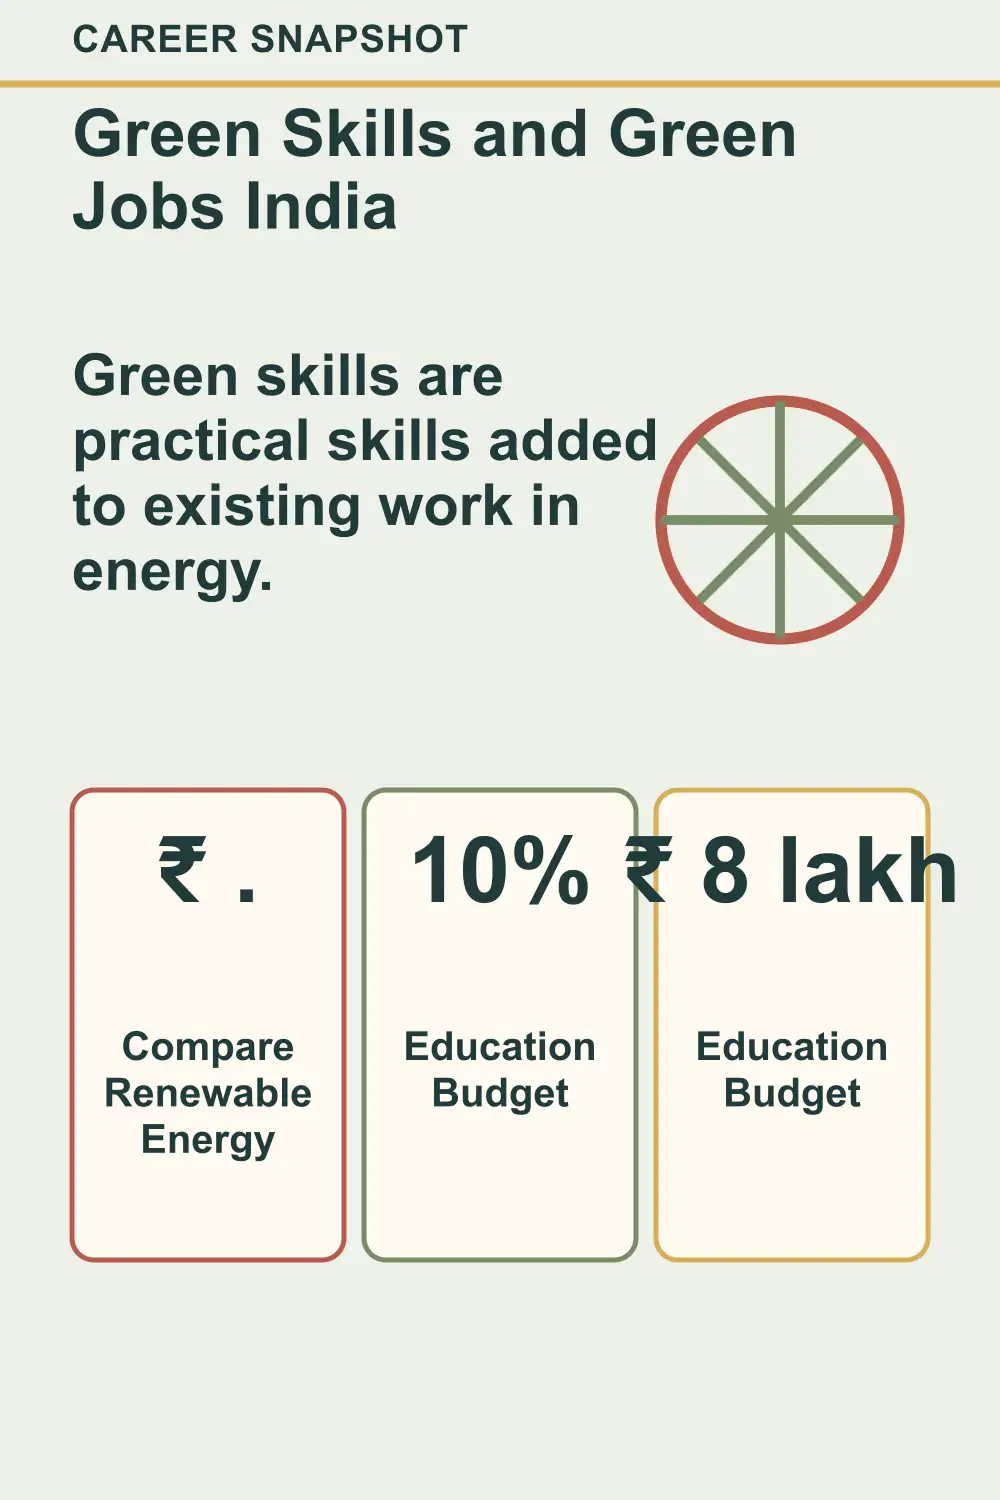 CAREER SNAPSHOT
Green Skills and Green
Jobs India
Green skills are
practical skills added
to existing work in
energy.
₹ .
Compare
Renewable
Energy
10%
Education
Budget
₹ 8 lakh
Education
Budget